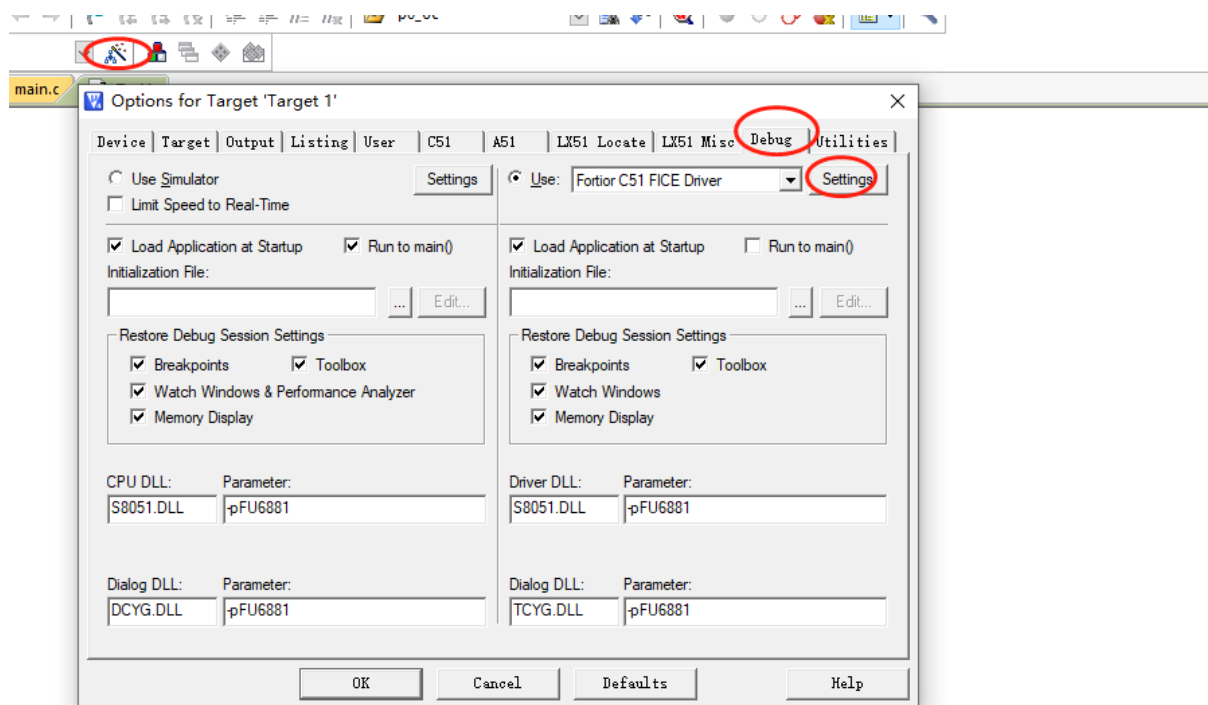 main.c
Options for Target 'Target 1'
Device Target Output Listing User C51 A51 LX51 Locate LX51 Misc Debug Utilities
Use Simulator Settings Use: Fortior C51 FICE Driver Settings
Limit Speed to Real-Time
Load Application at Startup Run to main() Load Application at Startup Run to main()
Initialization File: Initialization File:
... Edit... ... Edit...
Restore Debug Session Settings Restore Debug Session Settings
Breakpoints Toolbox Breakpoints Toolbox
Watch Windows & Performance Analyzer Watch Windows
Memory Display Memory Display
CPU DLL: Parameter: Driver DLL: Parameter:
S8051.DLL -pFU6881 S8051.DLL -pFU6881
Dialog DLL: Parameter: Dialog DLL: Parameter:
DCYG.DLL -pFU6881 TCYG.DLL -pFU6881
OK Cancel Defaults Help